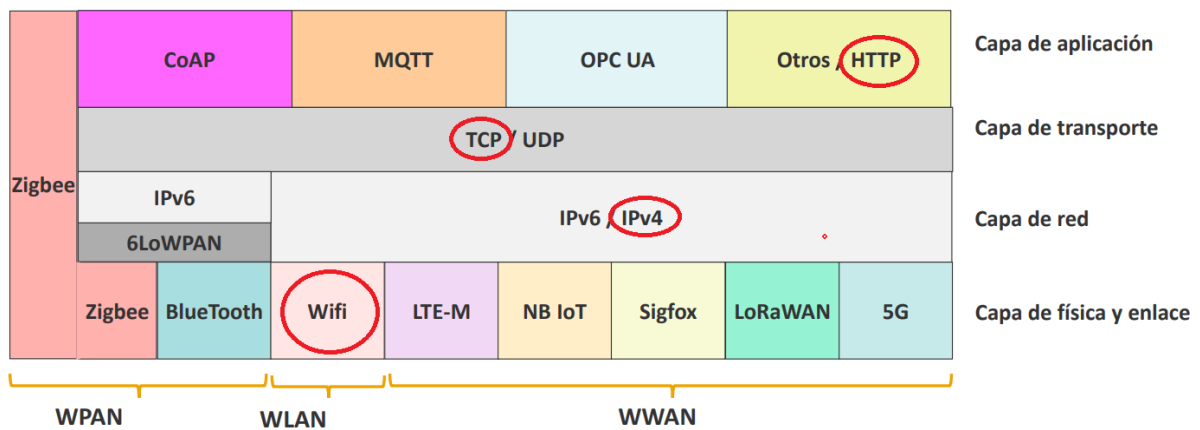 CoAP
MQTT
OPC UA
Otros / HTTP
Capa de aplicación
TCP / UDP
Capa de transporte
Zigbee
IPv6
6LoWPAN
IPv6 / IPv4
Capa de red
Zigbee
BlueTooth
Wifi
LTE-M
NB IoT
Sigfox
LoRaWAN
5G
Capa de física y enlace
WPAN
WLAN
WWAN